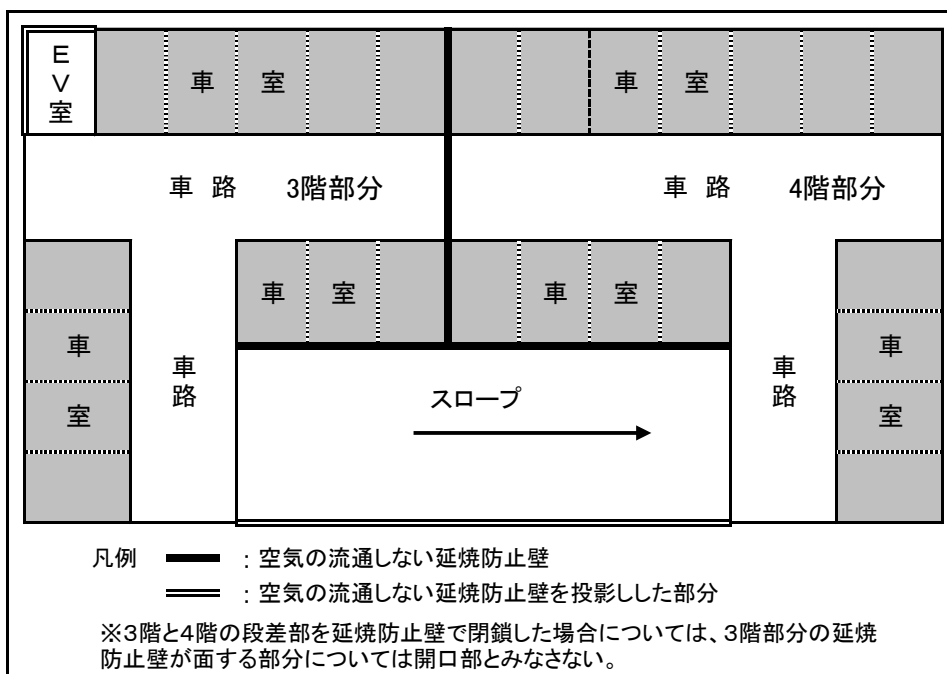 EV室
車 室
車 室
車 路 3階部分
車 路 4階部分
車 室
車 室
車室
車路
スロープ
車路
車室
凡例 : 空気の流通しない延焼防止壁
: 空気の流通しない延焼防止壁を投影しした部分
※3階と4階の段差部を延焼防止壁で閉鎖した場合については、3階部分の延焼
防止壁が面する部分については開口部とみなさない。